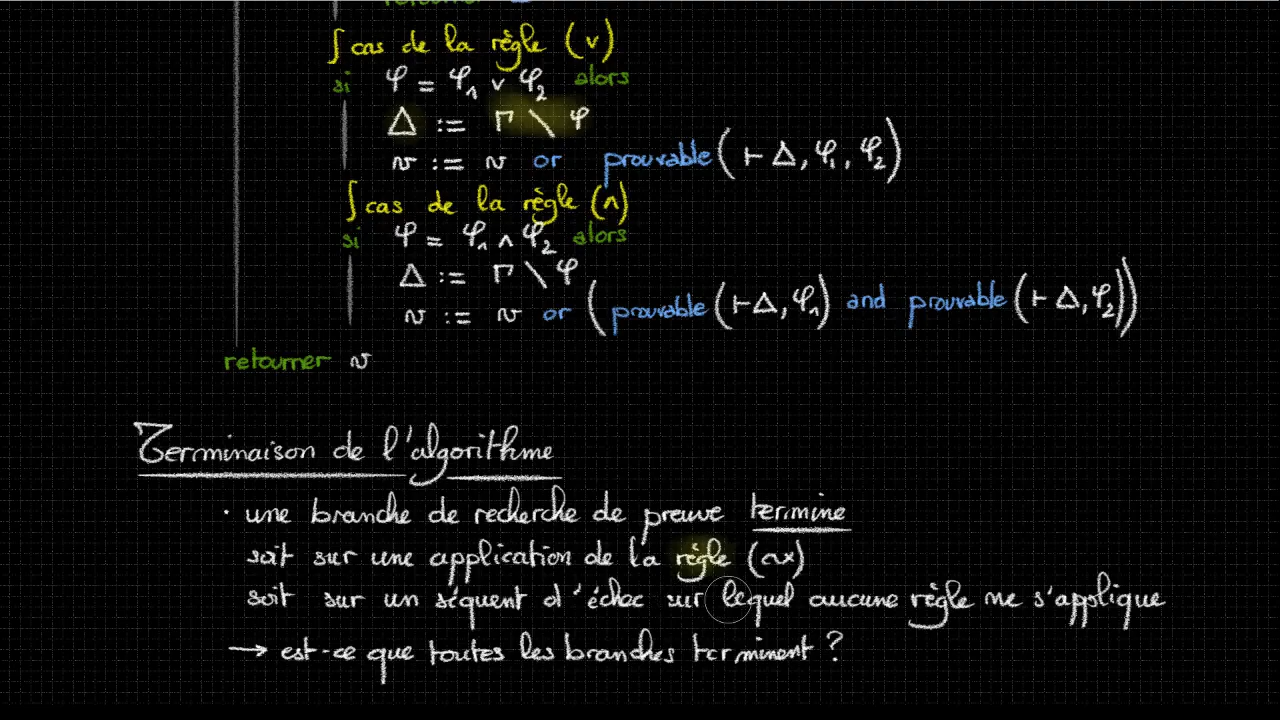 retourner
∫ cas de la règle (∨)
si φ = φ₁ ∨ φ₂ alors
Δ := Γ \ φ
v := v or prouvable(⊢ Δ, φ₁, φ₂)
∫ cas de la règle (∧)
si φ = φ₁ ∧ φ₂ alors
Δ := Γ \ φ
v := v or (prouvable(⊢ Δ, φ₁) and prouvable(⊢ Δ, φ₂))
retourner v
Terminaison de l'algorithme
· une branche de recherche de preuve termine
soit sur une application de la règle (ax)
soit sur un séquent d'échec sur lequel aucune règle ne s'applique
→ est-ce que toutes les branches terminent ?